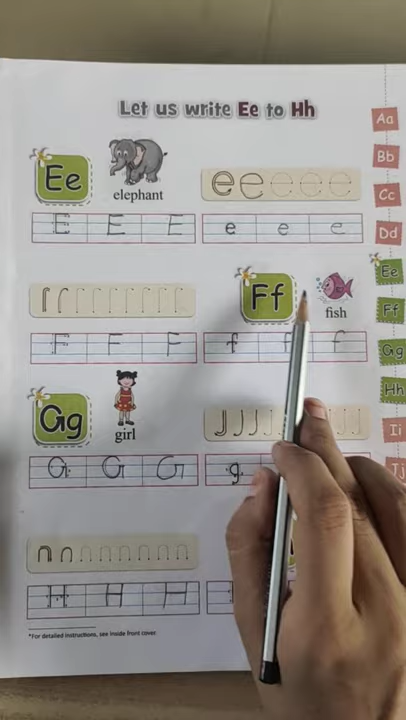 Let us write Ee to Hh
Aa
Bb
Cc
Dd
Ee
Ff
Gg
Hh
Ii
Jj
Ee
elephant
e e
E E E e e e
Ff
fish
F F F f f f
Gg
girl
G G G g
H H H
*For detailed instructions, see inside front cover